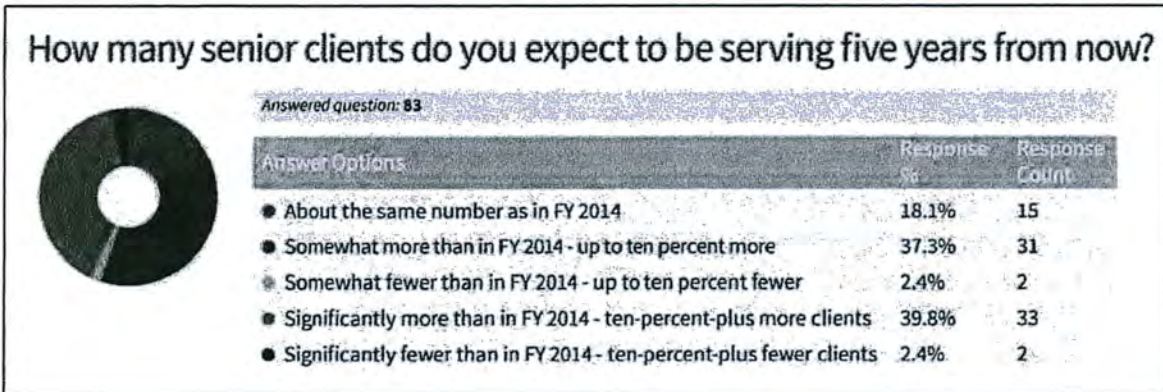 How many senior clients do you expect to be serving five years from now?
Answered question: 83
Answer Options Response % Response Count
About the same number as in FY 2014 18.1% 15
Somewhat more than in FY 2014 - up to ten percent more 37.3% 31
Somewhat fewer than in FY 2014 - up to ten percent fewer 2.4% 2
Significantly more than in FY 2014 - ten-percent-plus more clients 39.8% 33
Significantly fewer than in FY 2014 - ten-percent-plus fewer clients 2.4% 2